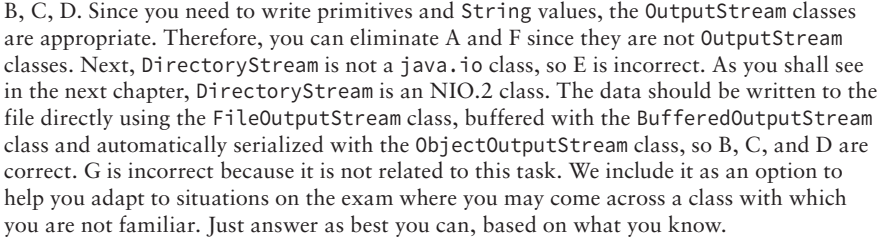 B, C, D. Since you need to write primitives and String values, the OutputStream classes
are appropriate. Therefore, you can eliminate A and F since they are not OutputStream
classes. Next, DirectoryStream is not a java.io class, so E is incorrect. As you shall see
in the next chapter, DirectoryStream is an NIO.2 class. The data should be written to the
file directly using the FileOutputStream class, buffered with the BufferedOutputStream
class and automatically serialized with the ObjectOutputStream class, so B, C, and D are
correct. G is incorrect because it is not related to this task. We include it as an option to
help you adapt to situations on the exam where you may come across a class with which
you are not familiar. Just answer as best you can, based on what you know.